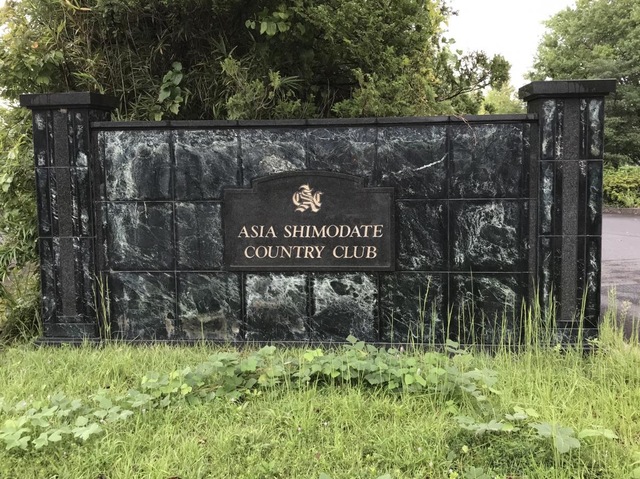 ASIA SHIMODATE
COUNTRY CLUB